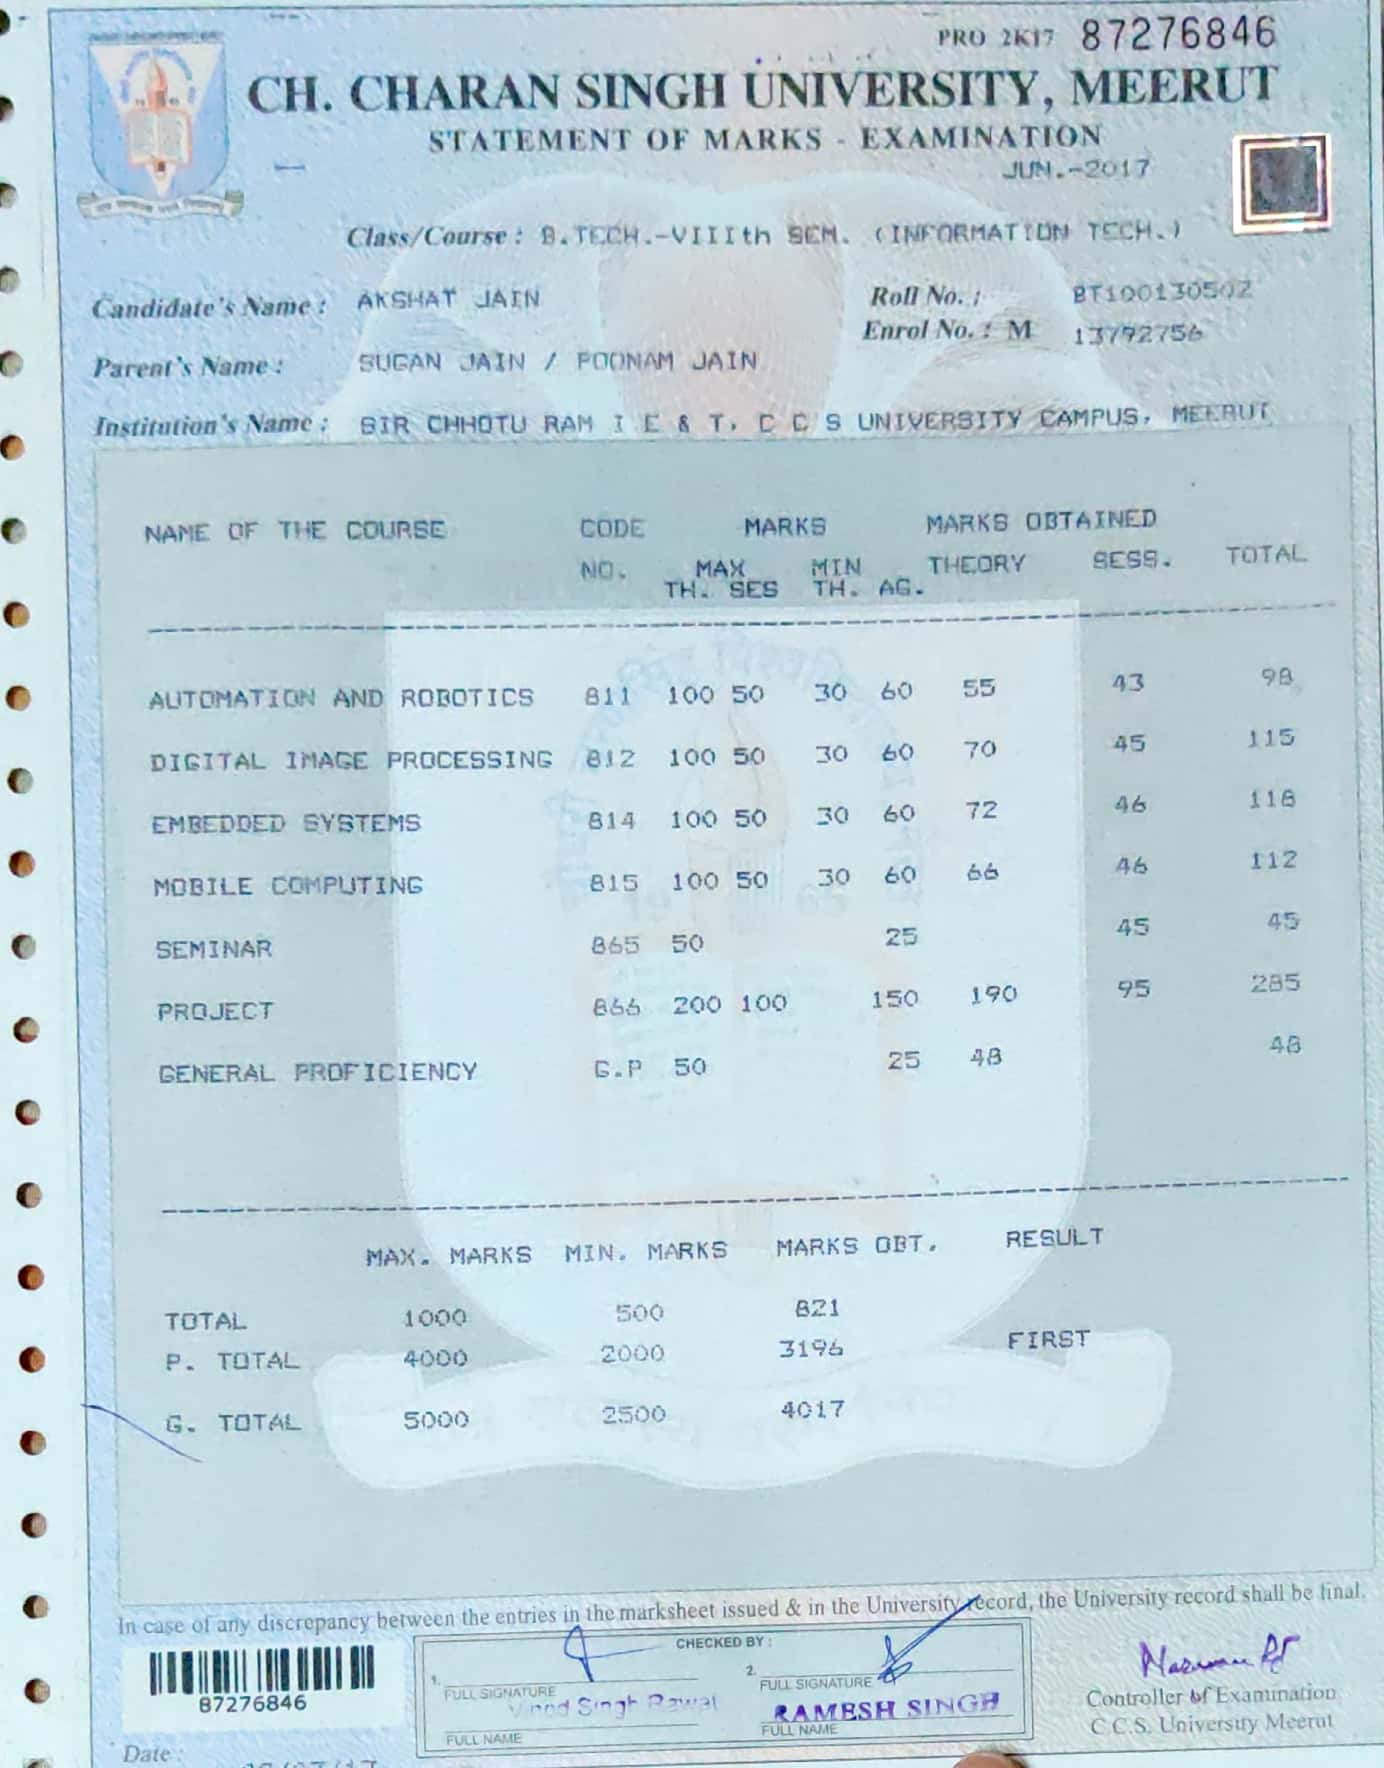 PRO 2K17 87276846
CH. CHARAN SINGH UNIVERSITY, MEERUT
STATEMENT OF MARKS - EXAMINATION
JUN.-2017
Class/Course : B.TECH.-VIIIth SEM. (INFORMATION TECH.)
Candidate's Name : AKSHAT JAIN Roll No. : BT100130502
Enrol No. : M 13792756
Parent's Name : SUGAN JAIN / POONAM JAIN
Institution's Name : SIR CHHOTU RAM I E & T, C C S UNIVERSITY CAMPUS, MEERUT
NAME OF THE COURSE CODE MARKS MARKS OBTAINED
NO. MAX MIN THEORY SESS. TOTAL
TH. SES TH. AG.
AUTOMATION AND ROBOTICS 811 100 50 30 60 55 43 98
DIGITAL IMAGE PROCESSING 812 100 50 30 60 70 45 115
EMBEDDED SYSTEMS 814 100 50 30 60 72 46 118
MOBILE COMPUTING 815 100 50 30 60 66 46 112
SEMINAR 865 50 25 45 45
PROJECT 866 200 100 150 190 95 285
GENERAL PROFICIENCY G.P 50 25 48 48
MAX. MARKS MIN. MARKS MARKS OBT. RESULT
TOTAL 1000 500 821
P. TOTAL 4000 2000 3196 FIRST
G. TOTAL 5000 2500 4017
In case of any discrepancy between the entries in the marksheet issued & in the University record, the University record shall be final.
CHECKED BY :
1. 2.
FULL SIGNATURE FULL SIGNATURE
Vinod Singh Rawat RAMESH SINGH
FULL NAME FULL NAME
87276846
Controller of Examination
C.C.S. University Meerut
Date :